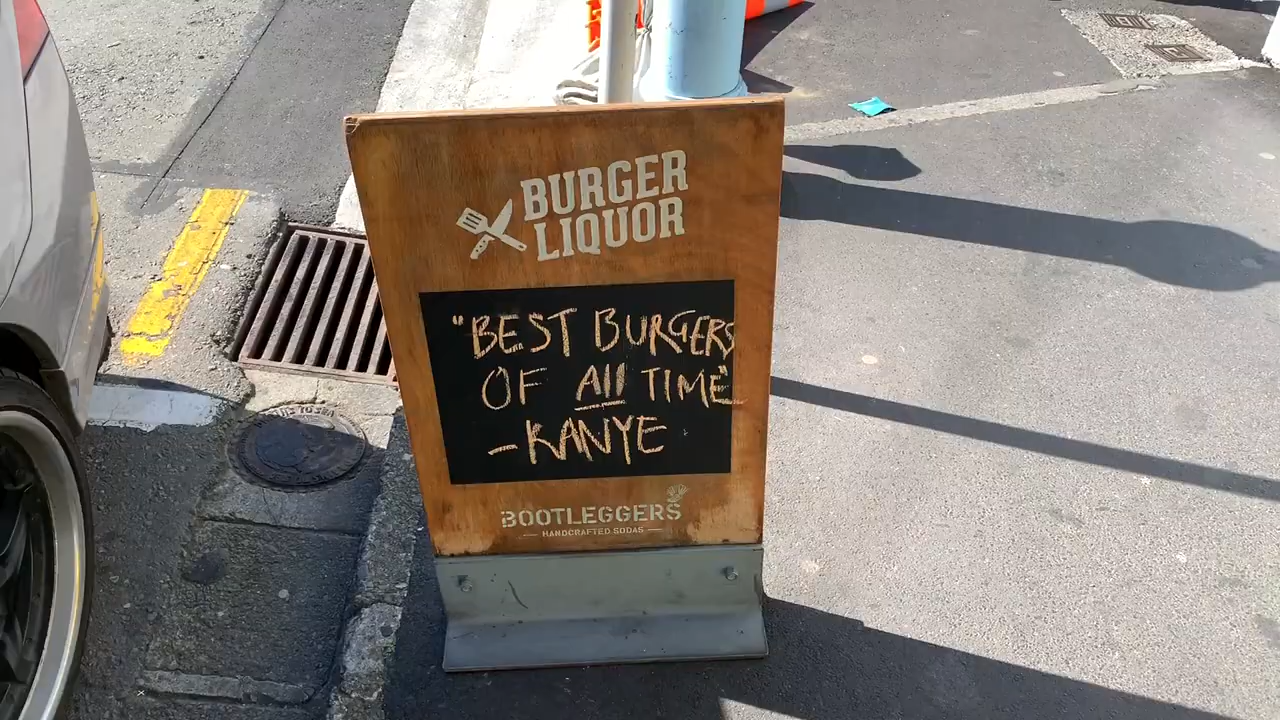 BURGER
LIQUOR
"BEST BURGERS
OF All TIME"
-KANYE
BOOTLEGGERS
HANDCRAFTED SODAS